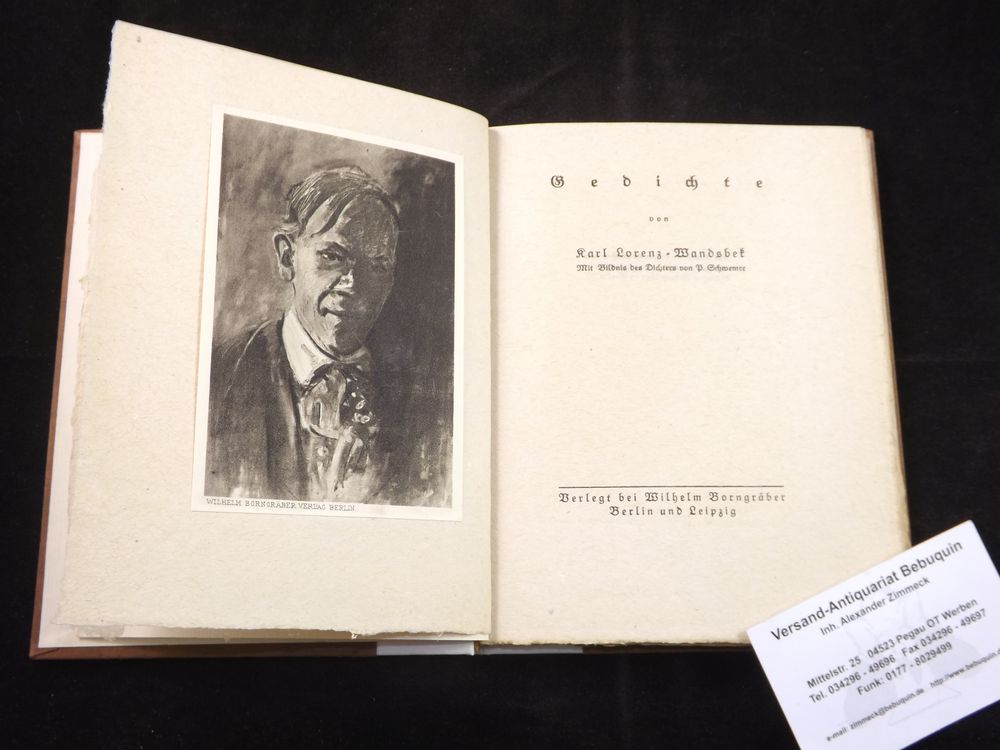 WILHELM BORNGRÄBER VERLAG BERLIN
Gedichte
von
Karl Lorenz-Wandsbek
Mit Bildnis des Dichters von P. Schwemer
Verlegt bei Wilhelm Borngräber
Berlin und Leipzig
Versand-Antiquariat Bebuquin
Inh. Alexander Zimmeck
Mittelstr. 25 04523 Pegau OT Werben
Tel. 034296 - 49696 Fax 034296 - 49697
Funk: 0177 - 8029499
e-mail: zimmeck@bebuquin.de http://www.bebuquin.d